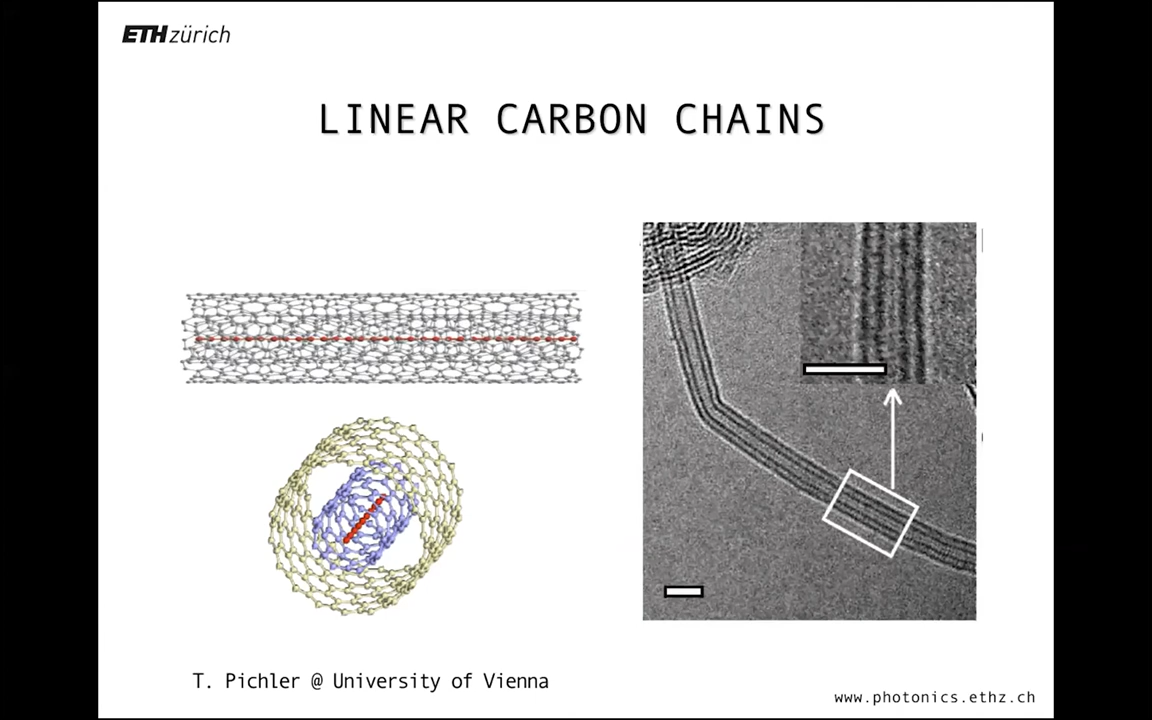 ETH zürich
LINEAR CARBON CHAINS
T. Pichler @ University of Vienna
www.photonics.ethz.ch